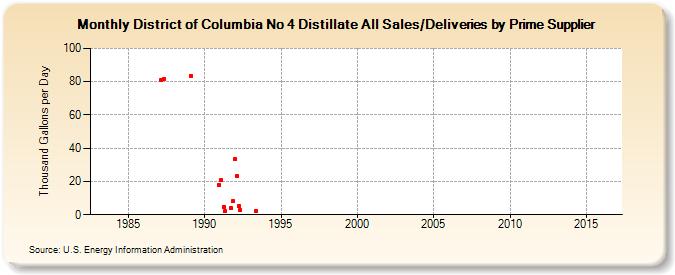 Monthly District of Columbia No 4 Distillate All Sales/Deliveries by Prime Supplier
Thousand Gallons per Day
100
80
60
40
20
0
1985 1990 1995 2000 2005 2010 2015
Source: U.S. Energy Information Administration